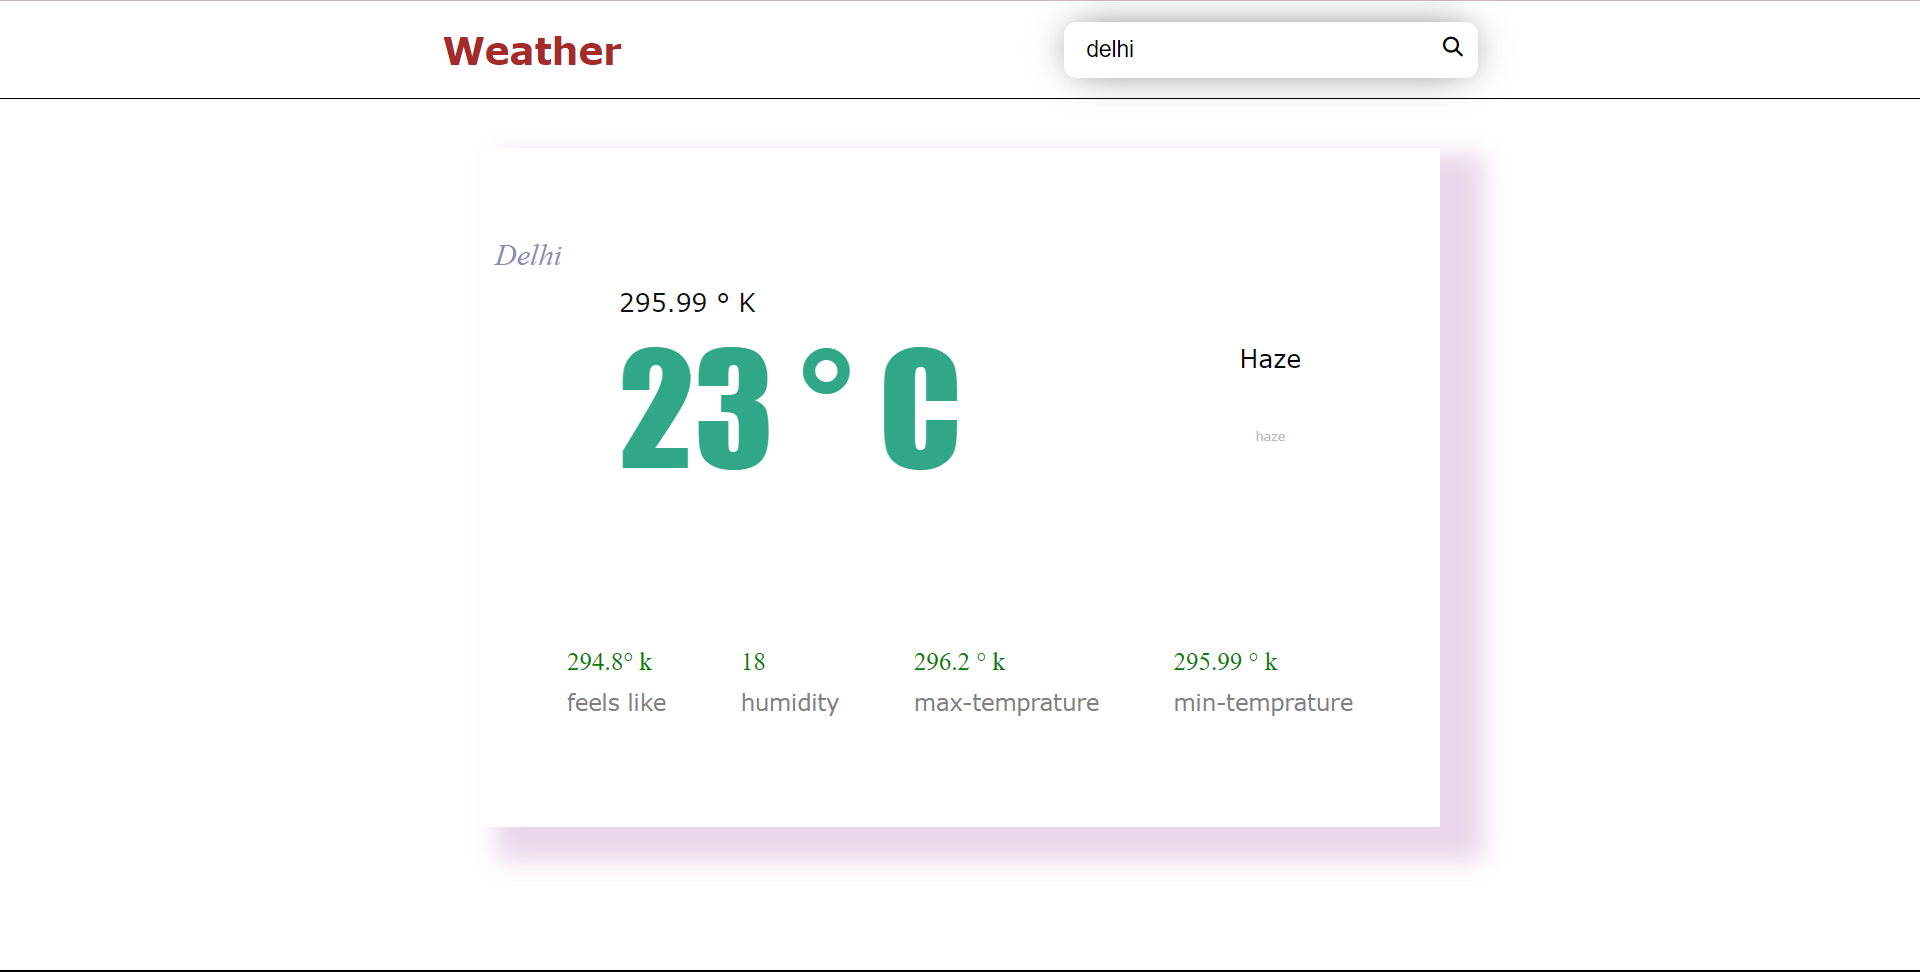 Weather
delhi
Delhi
295.99 ° K
23 ° C
Haze
haze
294.8° k
feels like
18
humidity
296.2 ° k
max-temprature
295.99 ° k
min-temprature